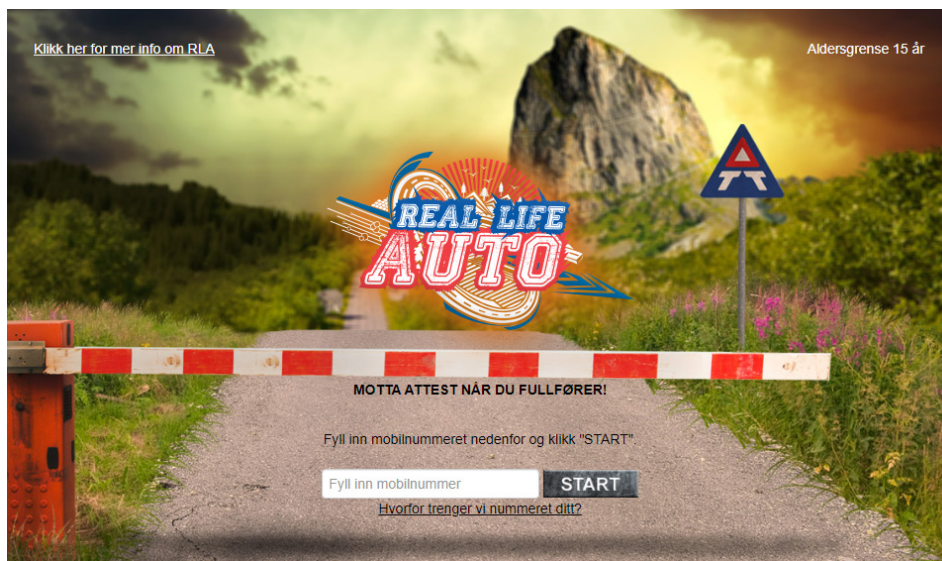 Klikk her for mer info om RLA
Aldersgrense 15 år
REAL LIFE
AUTO
MOTTA ATTEST NÅR DU FULLFØRER!
Fyll inn mobilnummeret nedenfor og klikk "START".
Fyll inn mobilnummer
START
Hvorfor trenger vi nummeret ditt?